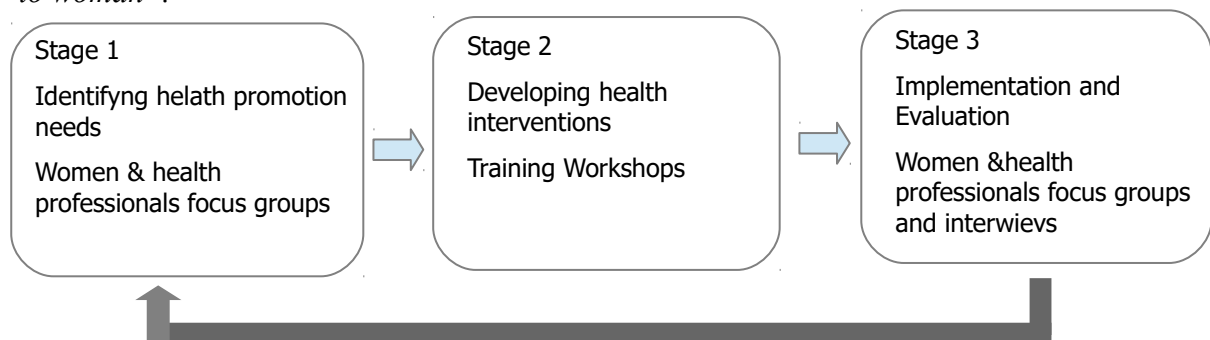 to woman".
Stage 1
Identifyng helath promotion
needs
Women & health
professionals focus groups
Stage 2
Developing health
interventions
Training Workshops
Stage 3
Implementation and
Evaluation
Women &health
professionals focus groups
and interwievs